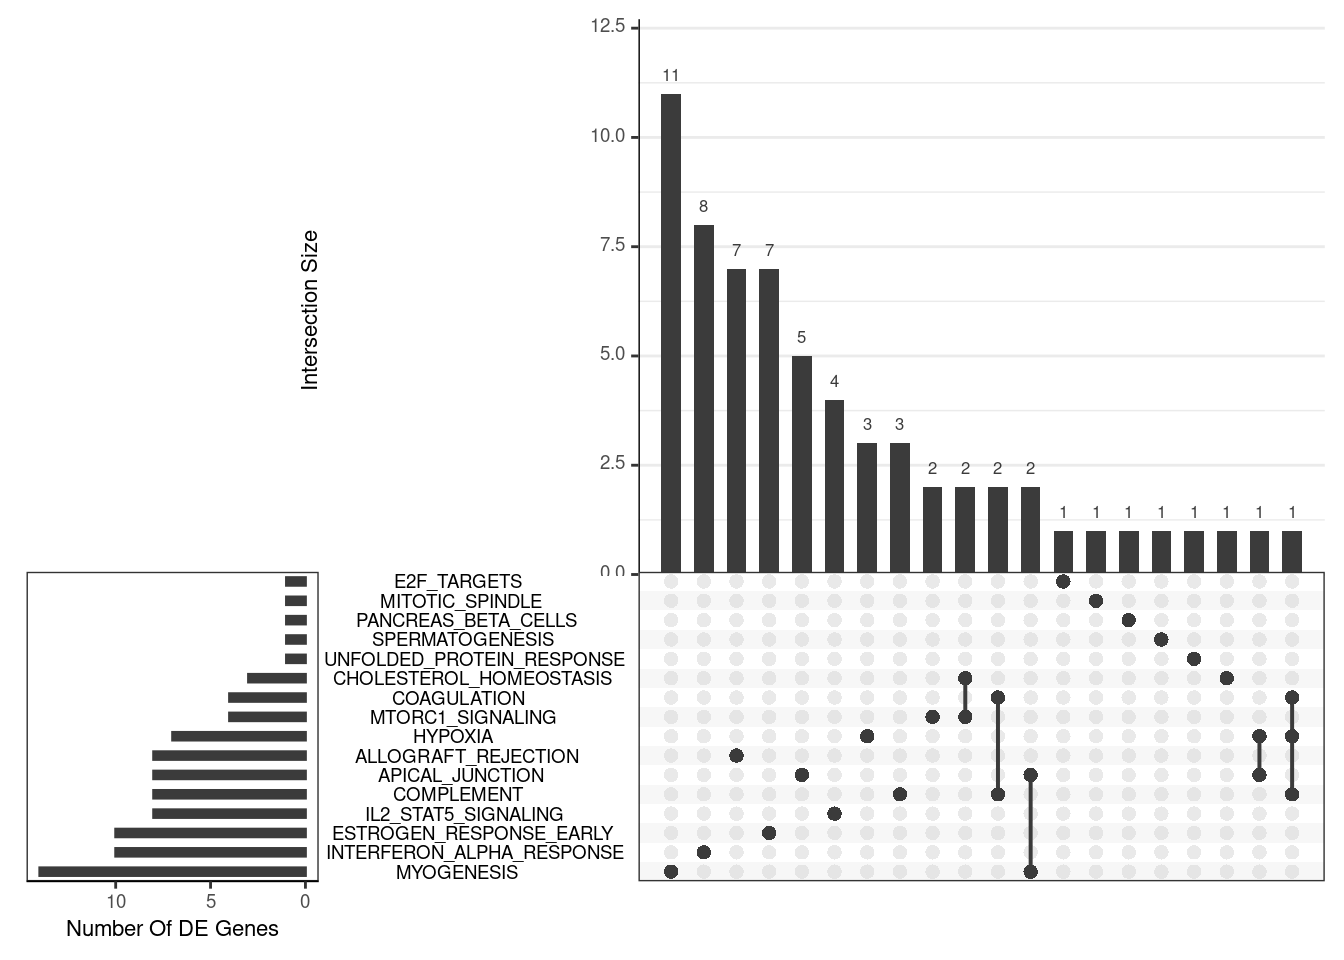 12.5
10.0
7.5
5.0
2.5
0.0
Intersection Size
11
8
7
7
5
4
3
3
2
2
2
2
1
1
1
1
1
1
1
1
E2F_TARGETS
MITOTIC_SPINDLE
PANCREAS_BETA_CELLS
SPERMATOGENESIS
UNFOLDED_PROTEIN_RESPONSE
CHOLESTEROL_HOMEOSTASIS
COAGULATION
MTORC1_SIGNALING
HYPOXIA
ALLOGRAFT_REJECTION
APICAL_JUNCTION
COMPLEMENT
IL2_STAT5_SIGNALING
ESTROGEN_RESPONSE_EARLY
INTERFERON_ALPHA_RESPONSE
MYOGENESIS
10 5 0
Number Of DE Genes